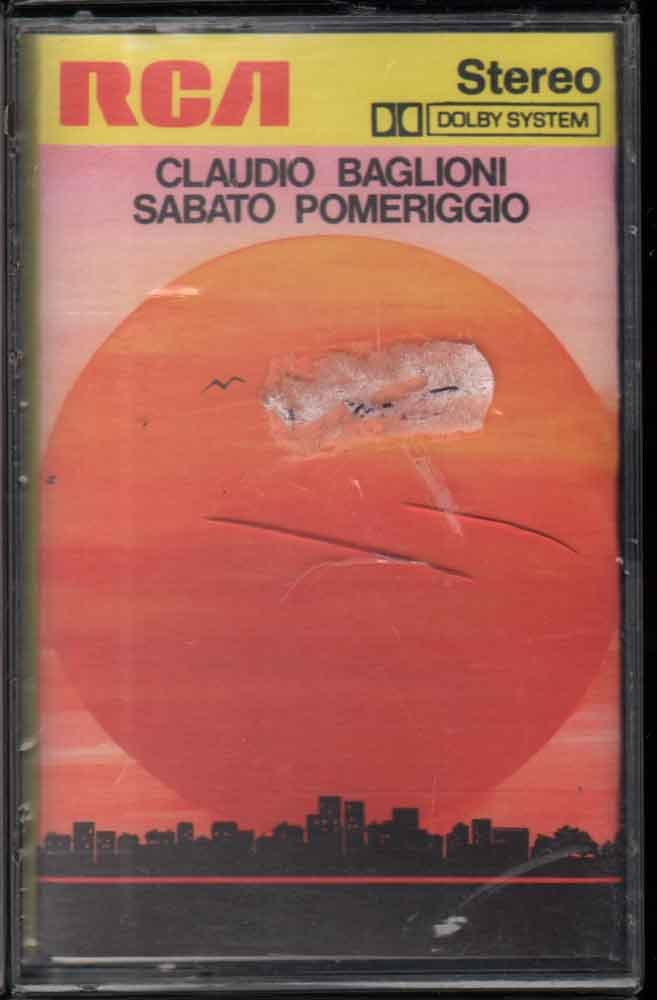 RCA
Stereo
DOLBY SYSTEM
CLAUDIO BAGLIONI
SABATO POMERIGGIO